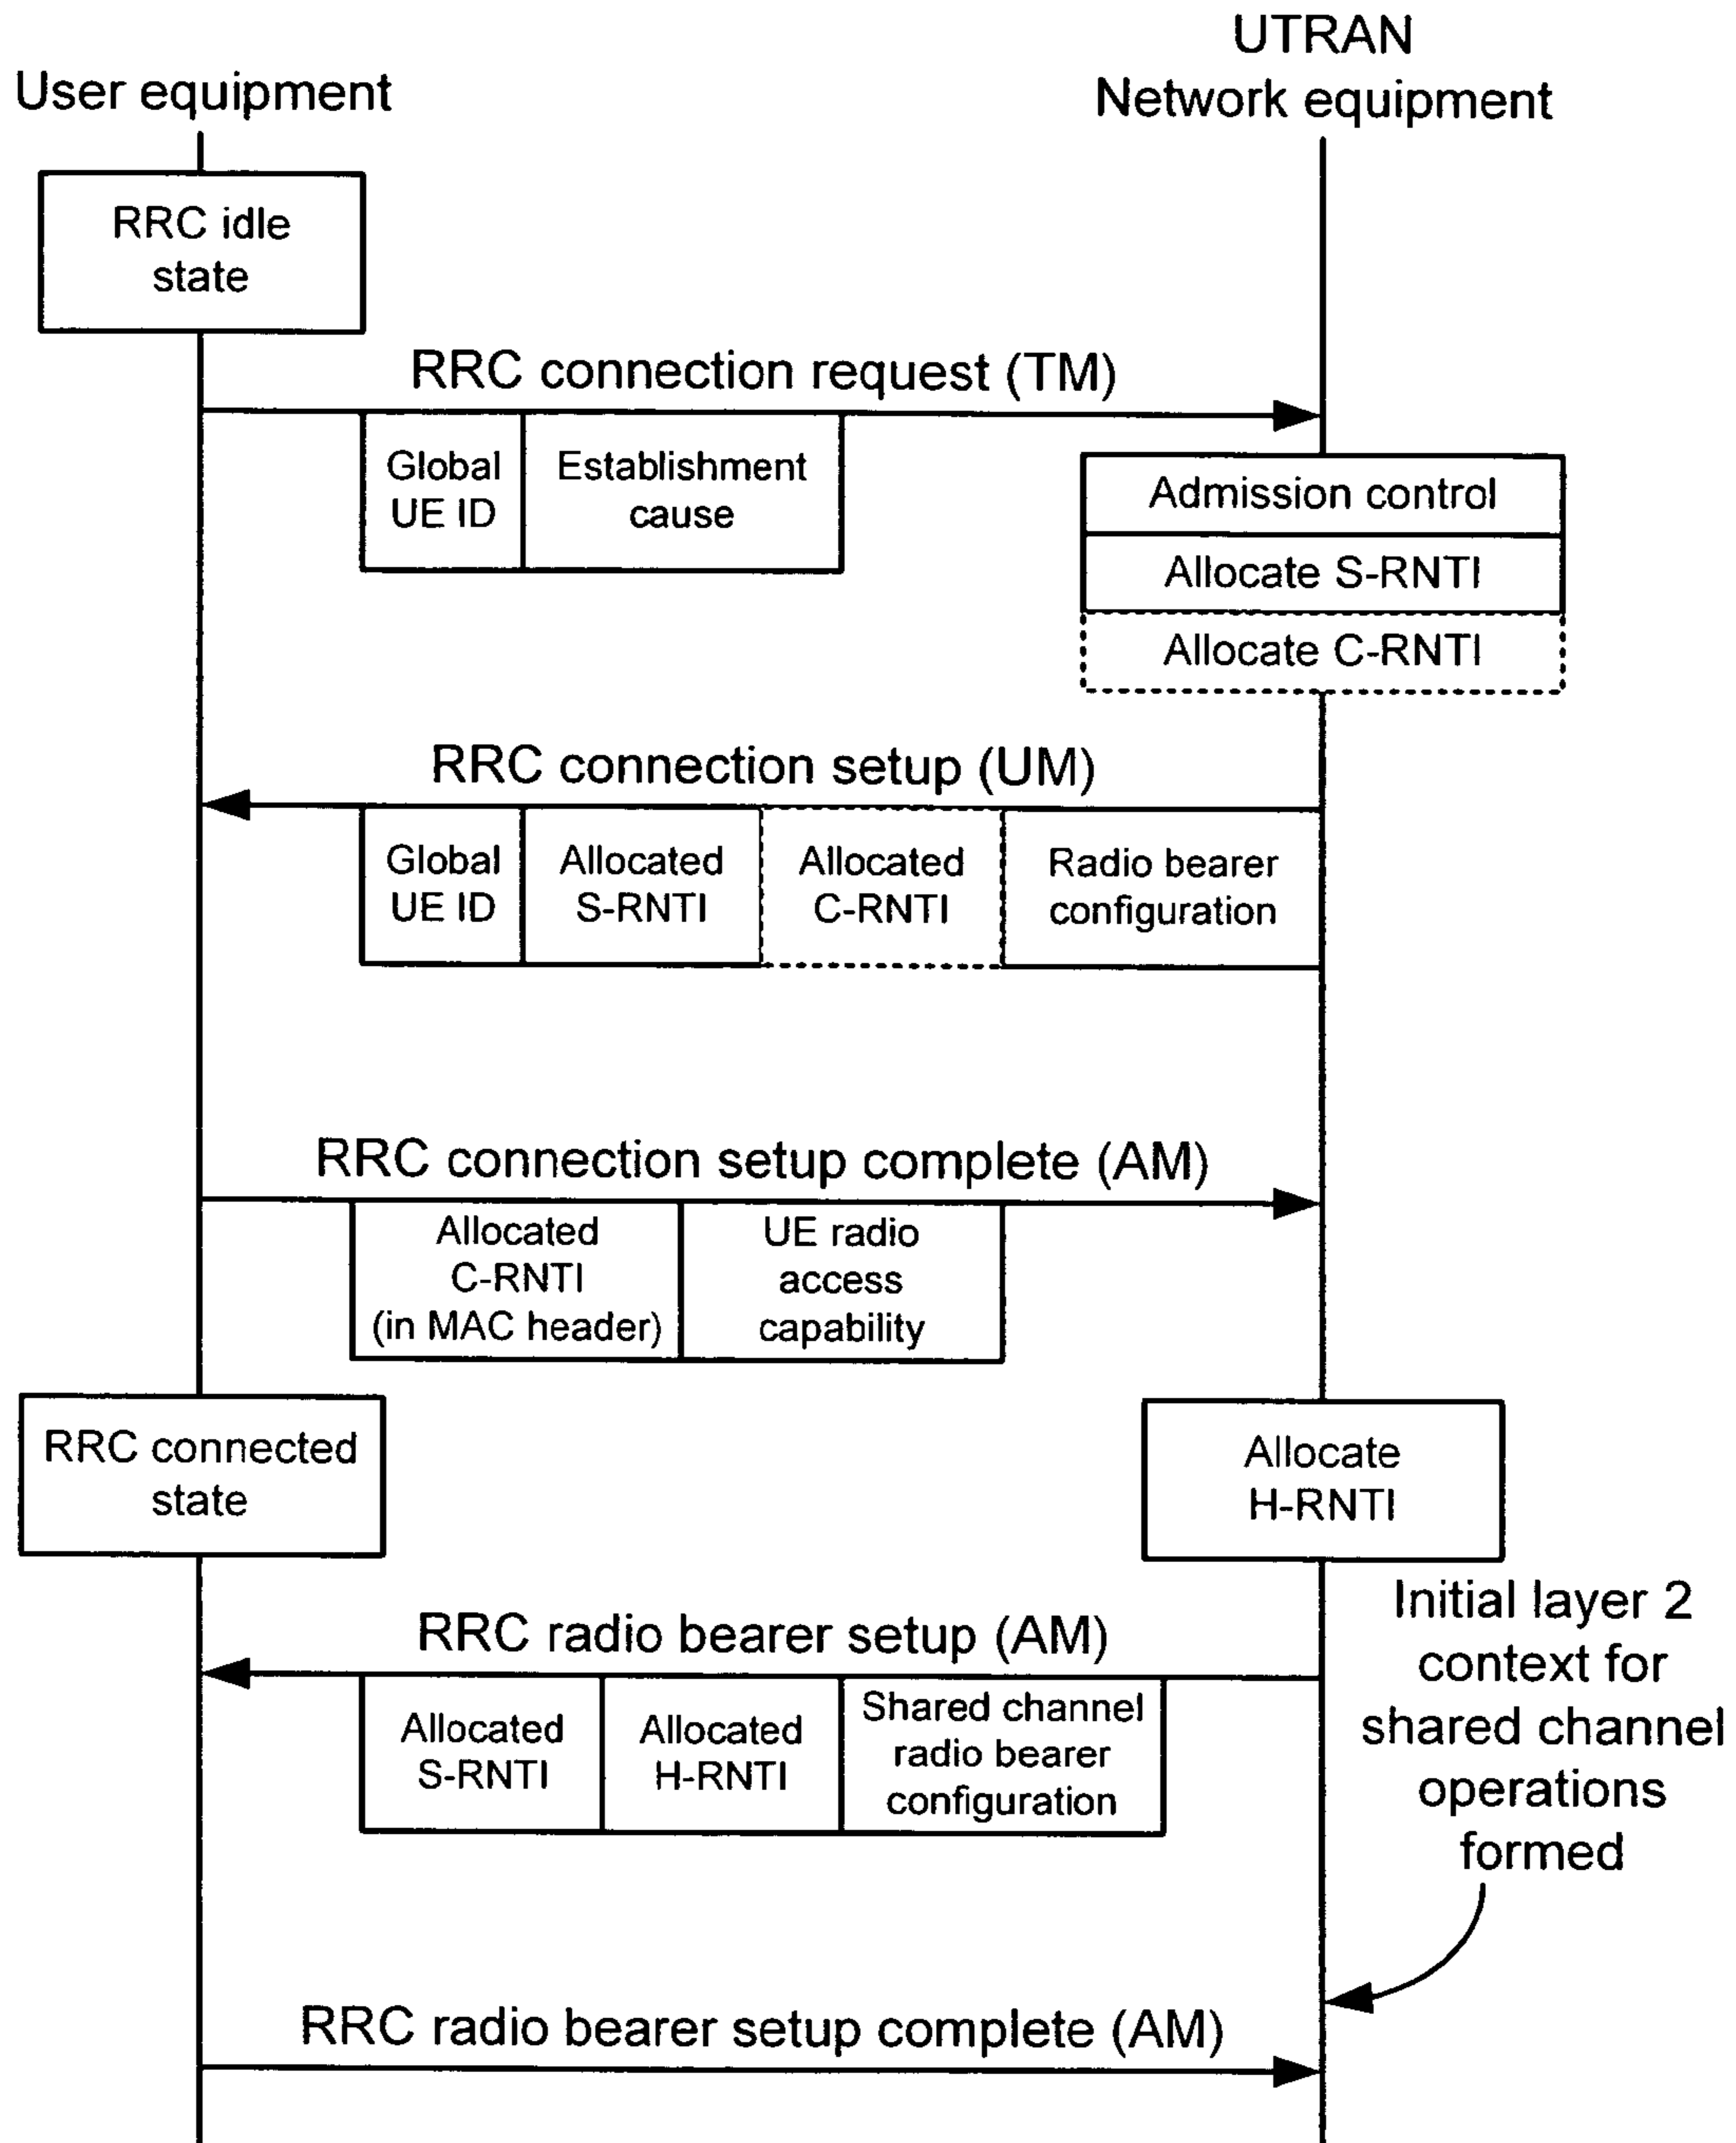 User equipment
UTRAN
Network equipment
RRC idle
state
RRC connection request (TM)
Global
UE ID
Establishment
cause
Admission control
Allocate S-RNTI
Allocate C-RNTI
RRC connection setup (UM)
Global
UE ID
Allocated
S-RNTI
Allocated
C-RNTI
Radio bearer
configuration
RRC connection setup complete (AM)
Allocated
C-RNTI
(in MAC header)
UE radio
access
capability
RRC connected
state
Allocate
H-RNTI
RRC radio bearer setup (AM)
Allocated
S-RNTI
Allocated
H-RNTI
Shared channel
radio bearer
configuration
Initial layer 2
context for
shared channel
operations
formed
RRC radio bearer setup complete (AM)